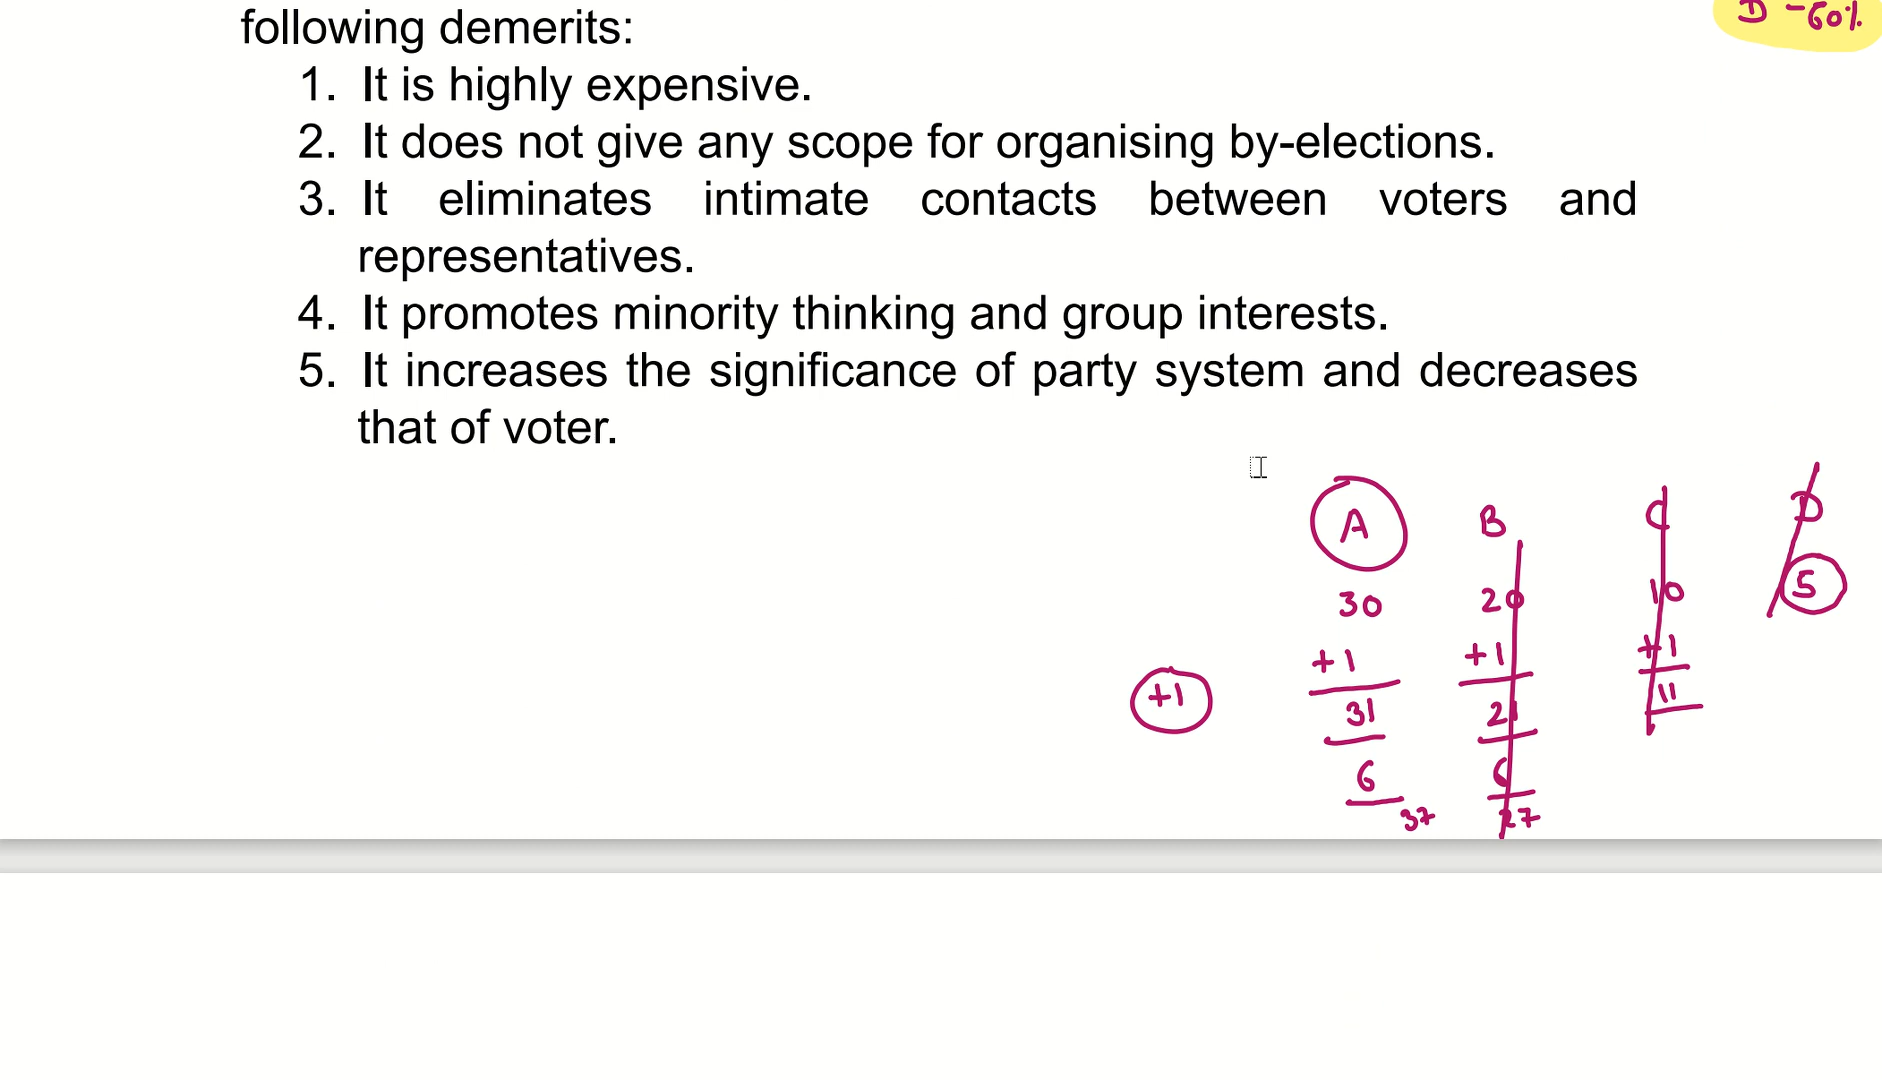 following demerits:
D - 60%
1. It is highly expensive.
2. It does not give any scope for organising by-elections.
3. It eliminates intimate contacts between voters and
representatives.
4. It promotes minority thinking and group interests.
5. It increases the significance of party system and decreases
that of voter.
A B C D
30 20 10 5
+1 +1 +1
+1 31 21 11
6 6
37 27